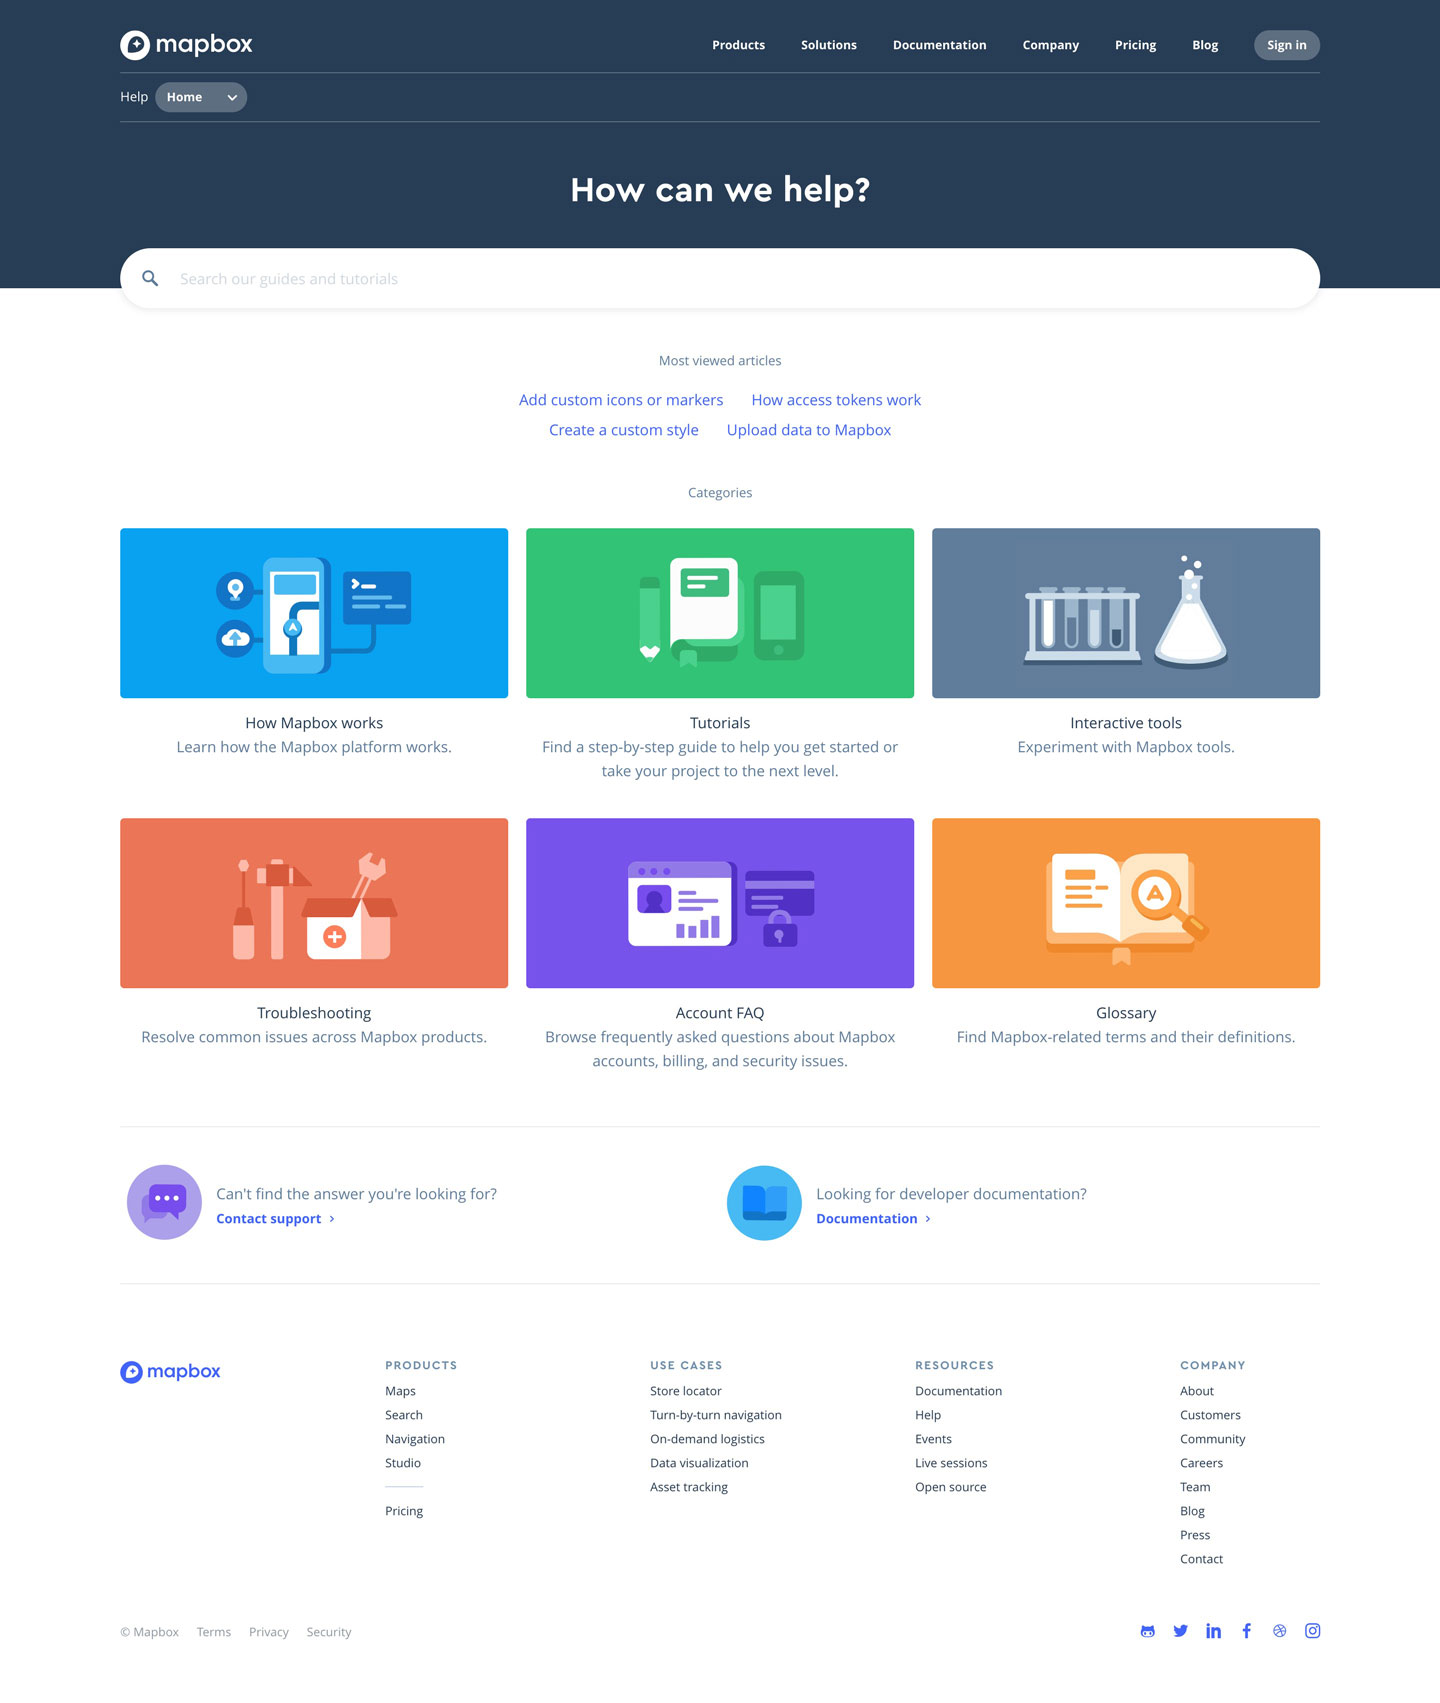 mapbox
Products Solutions Documentation Company Pricing Blog Sign in
Help Home
How can we help?
Search our guides and tutorials
Most viewed articles
Add custom icons or markers How access tokens work
Create a custom style Upload data to Mapbox
Categories
How Mapbox works
Learn how the Mapbox platform works.
Tutorials
Find a step-by-step guide to help you get started or
take your project to the next level.
Interactive tools
Experiment with Mapbox tools.
Troubleshooting
Resolve common issues across Mapbox products.
Account FAQ
Browse frequently asked questions about Mapbox
accounts, billing, and security issues.
Glossary
Find Mapbox-related terms and their definitions.
Can't find the answer you're looking for?
Contact support
Looking for developer documentation?
Documentation
mapbox
PRODUCTS
Maps
Search
Navigation
Studio
Pricing
USE CASES
Store locator
Turn-by-turn navigation
On-demand logistics
Data visualization
Asset tracking
RESOURCES
Documentation
Help
Events
Live sessions
Open source
COMPANY
About
Customers
Community
Careers
Team
Blog
Press
Contact
© Mapbox Terms Privacy Security